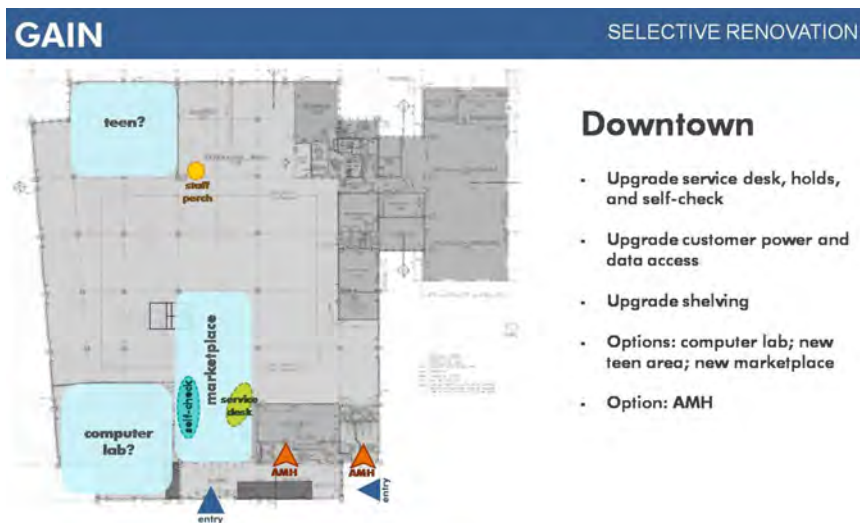 GAIN
SELECTIVE RENOVATION
teen?
staff
perch
marketplace
self-check
service
desk
computer
lab?
AMH
AMH
entry
entry
Downtown
• Upgrade service desk, holds,
and self-check
• Upgrade customer power and
data access
• Upgrade shelving
• Options: computer lab; new
teen area; new marketplace
• Option: AMH